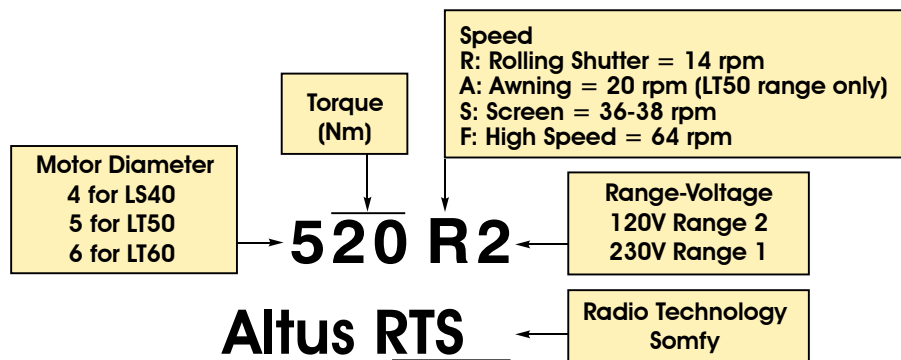 Speed
R: Rolling Shutter = 14 rpm
A: Awning = 20 rpm (LT50 range only)
S: Screen = 36-38 rpm
F: High Speed = 64 rpm
Torque
(Nm)
Motor Diameter
4 for LS40
5 for LT50
6 for LT60
520 R2
Range-Voltage
120V Range 2
230V Range 1
Altus RTS
Radio Technology
Somfy